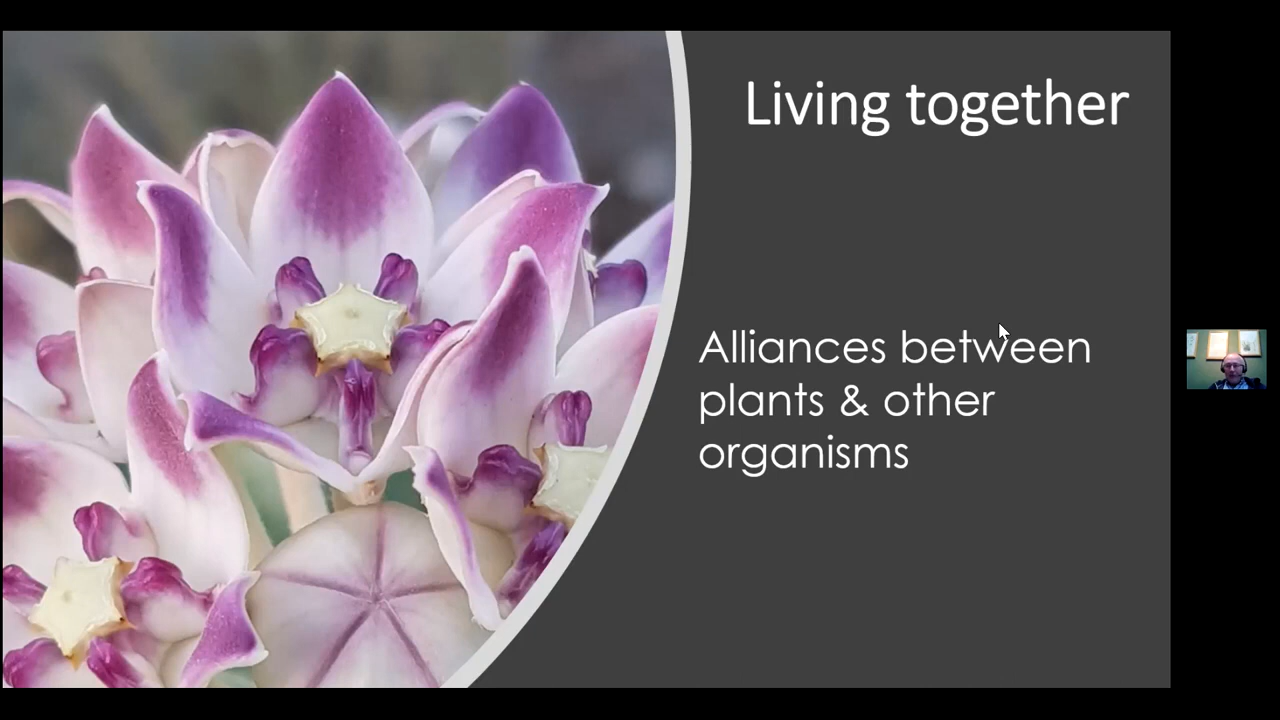 Living together
Alliances between
plants & other
organisms